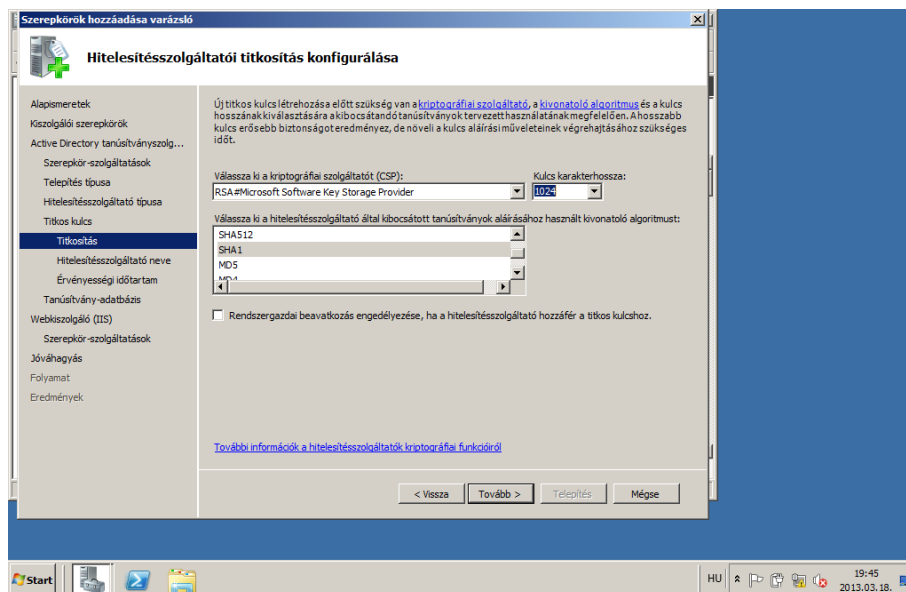 Szerepkörök hozzáadása varázsló
Hitelesítésszolgáltatói titkosítás konfigurálása
Alapismeretek
Kiszolgálói szerepkörök
Active Directory tanúsítványszolg...
Szerepkör-szolgáltatások
Telepítés típusa
Hitelesítésszolgáltató típusa
Titkos kulcs
Titkosítás
Hitelesítésszolgáltató neve
Érvényességi időtartam
Tanúsítvány-adatbázis
Webkiszolgáló (IIS)
Szerepkör-szolgáltatások
Jóváhagyás
Folyamat
Eredmények
Új titkos kulcs létrehozása előtt szükség van a kriptográfiai szolgáltató, a kivonatoló algoritmus és a kulcs
hosszának kiválasztására a kibocsátandó tanúsítványok tervezett használatának megfelelően. A hosszabb
kulcs erősebb biztonságot eredményez, de növeli a kulcs aláírási műveleteinek végrehajtásához szükséges
időt.
Válassza ki a kriptográfiai szolgáltatót (CSP): Kulcs karakterhossza:
RSA#Microsoft Software Key Storage Provider 1024
Válassza ki a hitelesítésszolgáltató által kibocsátott tanúsítványok aláírásához használt kivonatoló algoritmust:
SHA512
SHA1
MD5
MD4
Rendszergazdai beavatkozás engedélyezése, ha a hitelesítésszolgáltató hozzáfér a titkos kulcshoz.
További információk a hitelesítésszolgáltatók kriptográfiai funkcióiról
< Vissza Tovább > Telepítés Mégse
Start HU 19:45
2013.03.18.